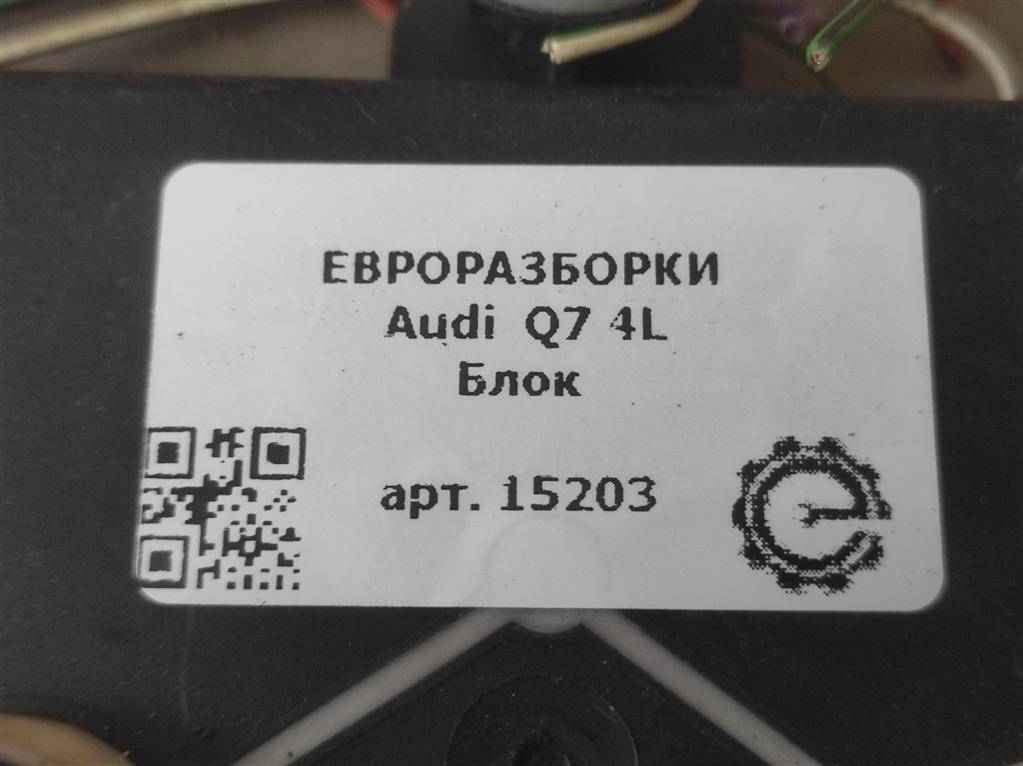 ЕВРОРАЗБОРКИ
Audi Q7 4L
Блок
арт. 15203